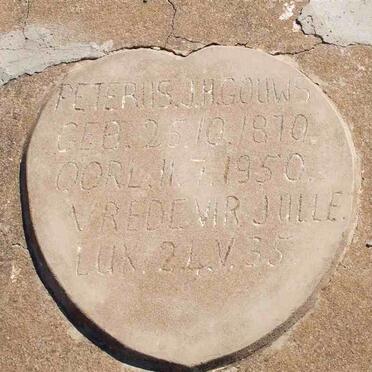 PETERUS.J.H.GOUWS
GEB. 25.10.1870.
OORL.11.7.1950.
VREDE VIR JULLE.
LUK. 24.V.35